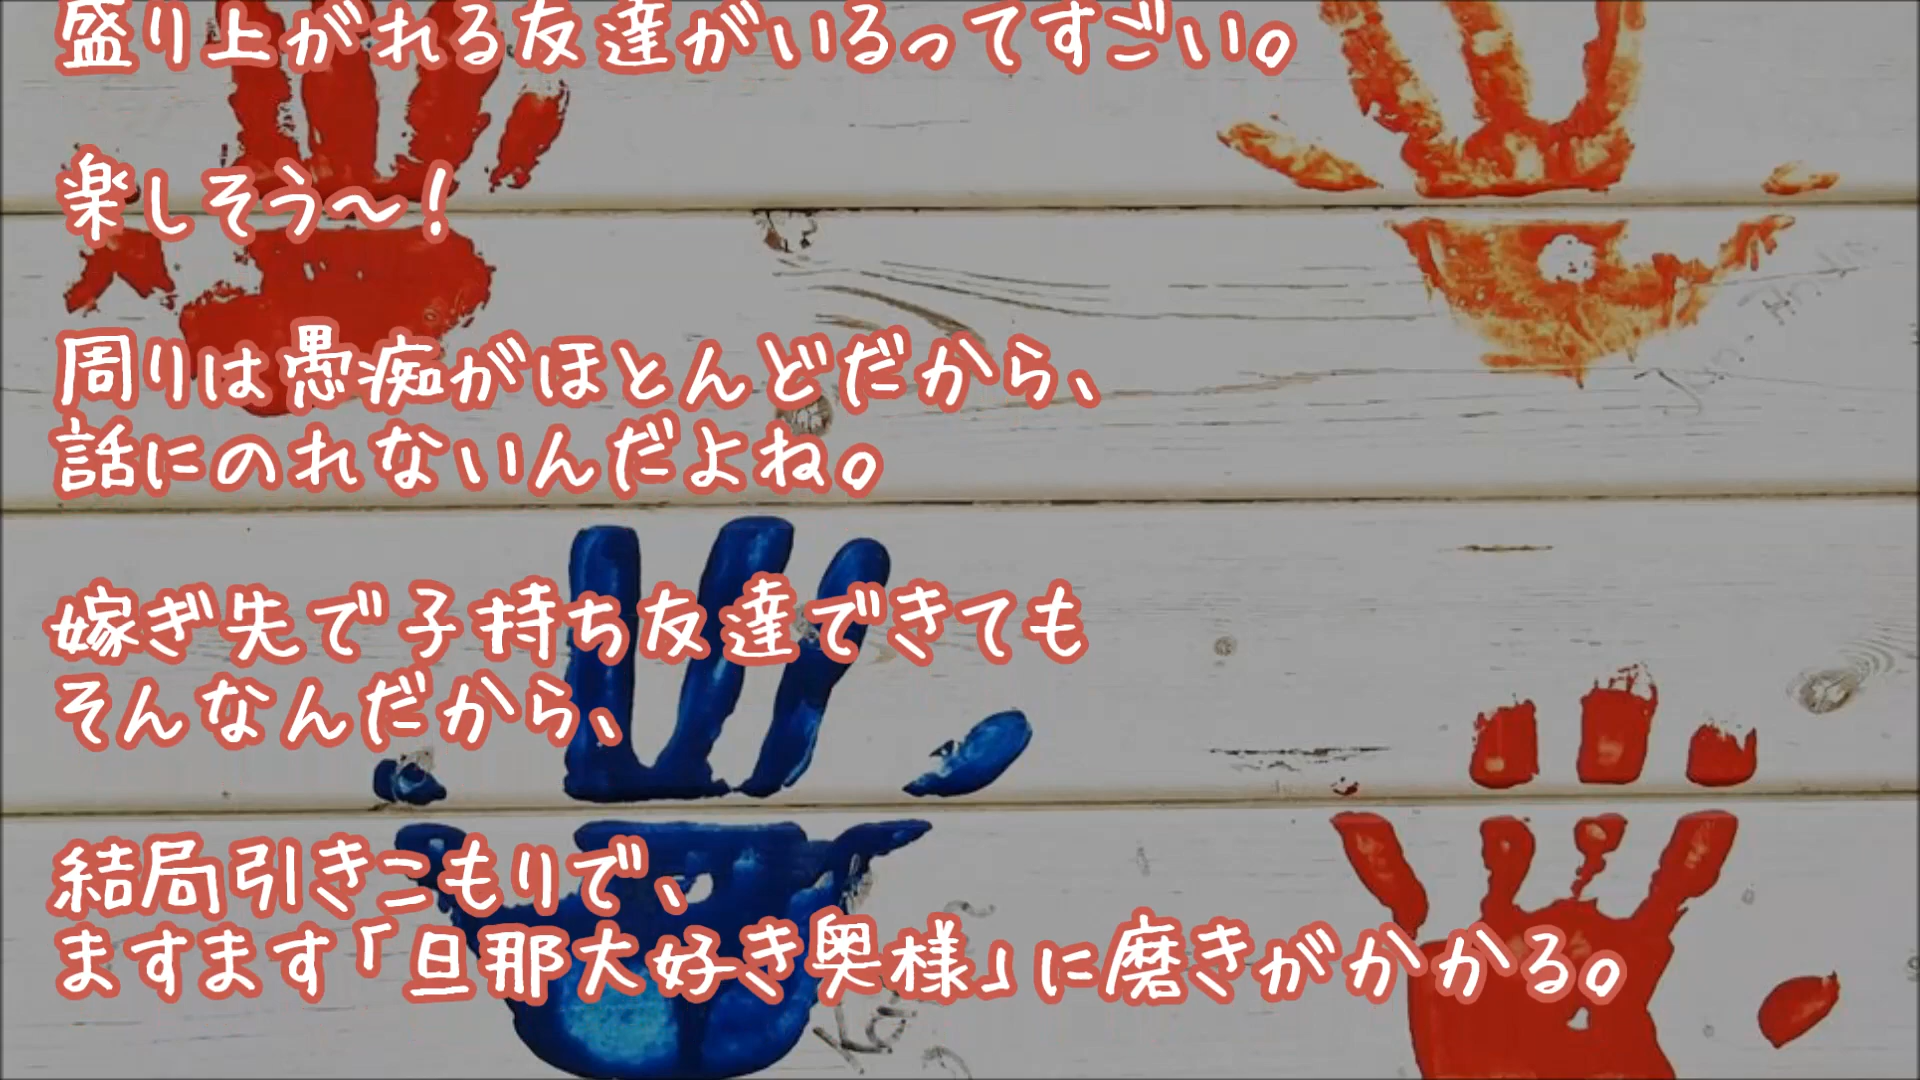 盛り上がれる友達がいるってすごい。
楽しそう～！
周りは愚痴がほとんどだから、
話にのれないんだよね。
嫁ぎ先で子持ち友達できても
そんなんだから、
結局引きこもりで、
ますます「旦那大好き奥様」に磨きがかかる。